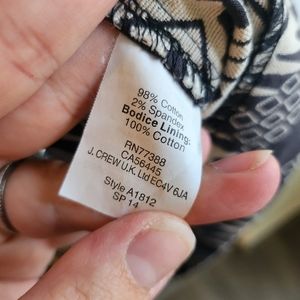 98% Cotton
2% Spandex
Bodice Lining:
100% Cotton
RN77388
CA56445
J. CREW U.K. Ltd EC4V 6JA
Style A1812
SP 14